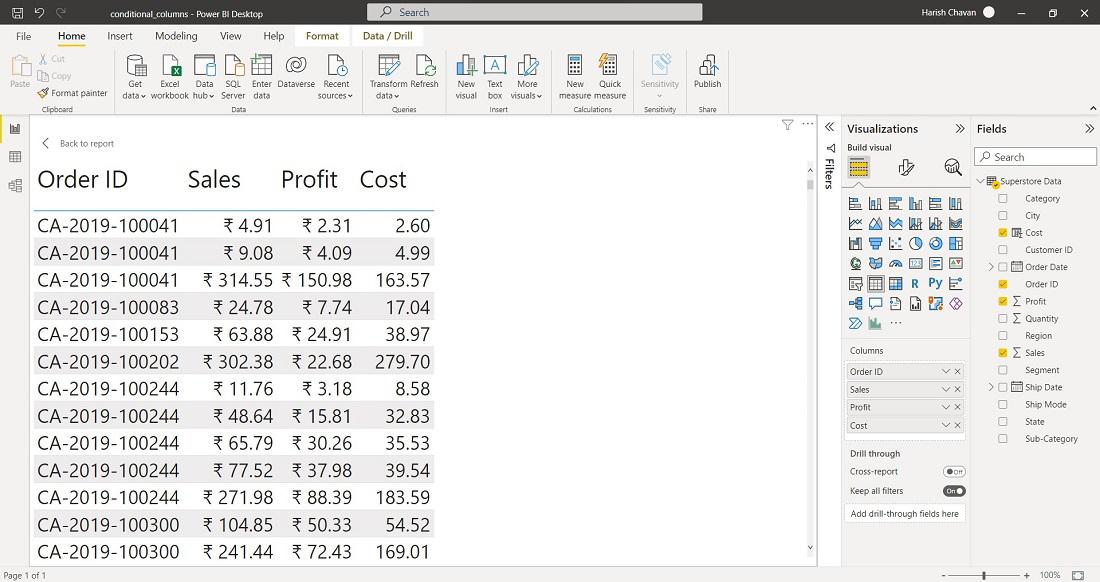 conditional_columns - Power BI Desktop
Search
Harish Chavan
File Home Insert Modeling View Help Format Data / Drill
Paste
Cut
Copy
Format painter
Get data
Excel workbook
Data hub
SQL Server
Enter data
Dataverse
Recent sources
Transform data
Refresh
New visual
Text box
More visuals
New measure
Quick measure
Sensitivity
Publish
Clipboard Data Queries Insert Calculations Sensitivity Share
Back to report
Order ID Sales Profit Cost
CA-2019-100041 ₹ 4.91 ₹ 2.31 2.60
CA-2019-100041 ₹ 9.08 ₹ 4.09 4.99
CA-2019-100041 ₹ 314.55 ₹ 150.98 163.57
CA-2019-100083 ₹ 24.78 ₹ 7.74 17.04
CA-2019-100153 ₹ 63.88 ₹ 24.91 38.97
CA-2019-100202 ₹ 302.38 ₹ 22.68 279.70
CA-2019-100244 ₹ 11.76 ₹ 3.18 8.58
CA-2019-100244 ₹ 48.64 ₹ 15.81 32.83
CA-2019-100244 ₹ 65.79 ₹ 30.26 35.53
CA-2019-100244 ₹ 77.52 ₹ 37.98 39.54
CA-2019-100244 ₹ 271.98 ₹ 88.39 183.59
CA-2019-100300 ₹ 104.85 ₹ 50.33 54.52
CA-2019-100300 ₹ 241.44 ₹ 72.43 169.01
Filters
Visualizations
Build visual
123
R Py
Columns
Order ID
Sales
Profit
Cost
Drill through
Cross-report Off
Keep all filters On
Add drill-through fields here
Fields
Search
Superstore Data
Category
City
Cost
Customer ID
Order Date
Order ID
Profit
Quantity
Region
Sales
Segment
Ship Date
Ship Mode
State
Sub-Category
Page 1 of 1
100%